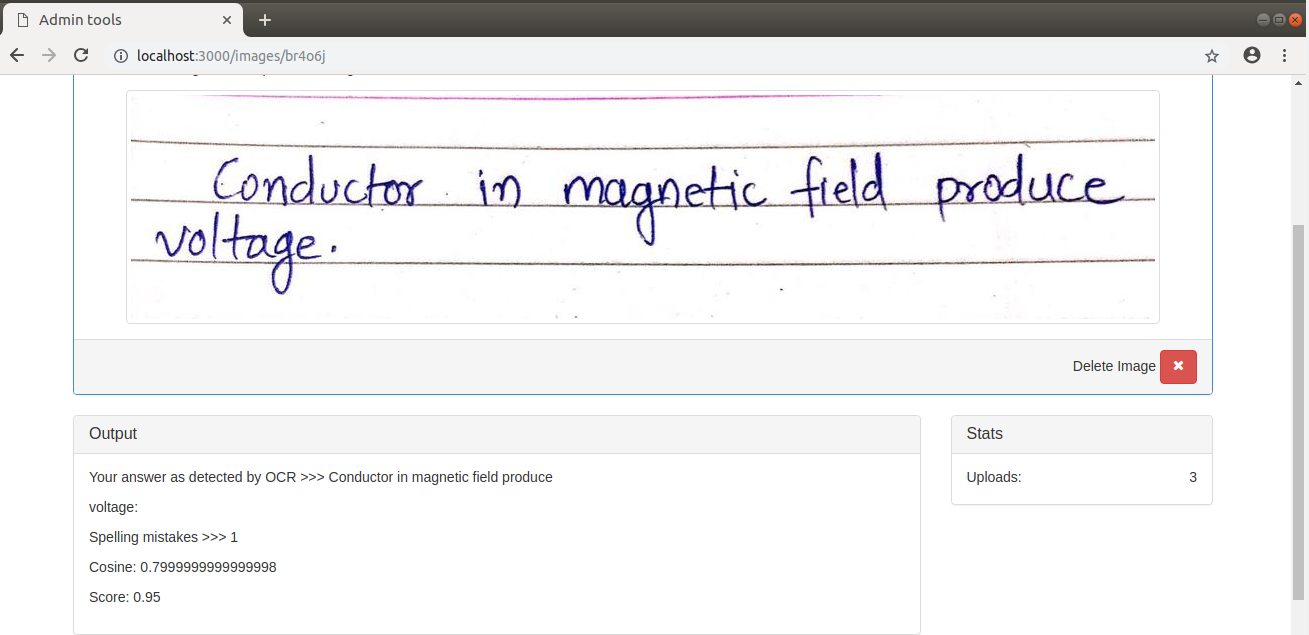 Admin tools
localhost:3000/images/br4o6j
Conductor in magnetic field produce
voltage.
Delete Image
Output
Your answer as detected by OCR >>> Conductor in magnetic field produce
voltage:
Spelling mistakes >>> 1
Cosine: 0.7999999999999998
Score: 0.95
Stats
Uploads: 3